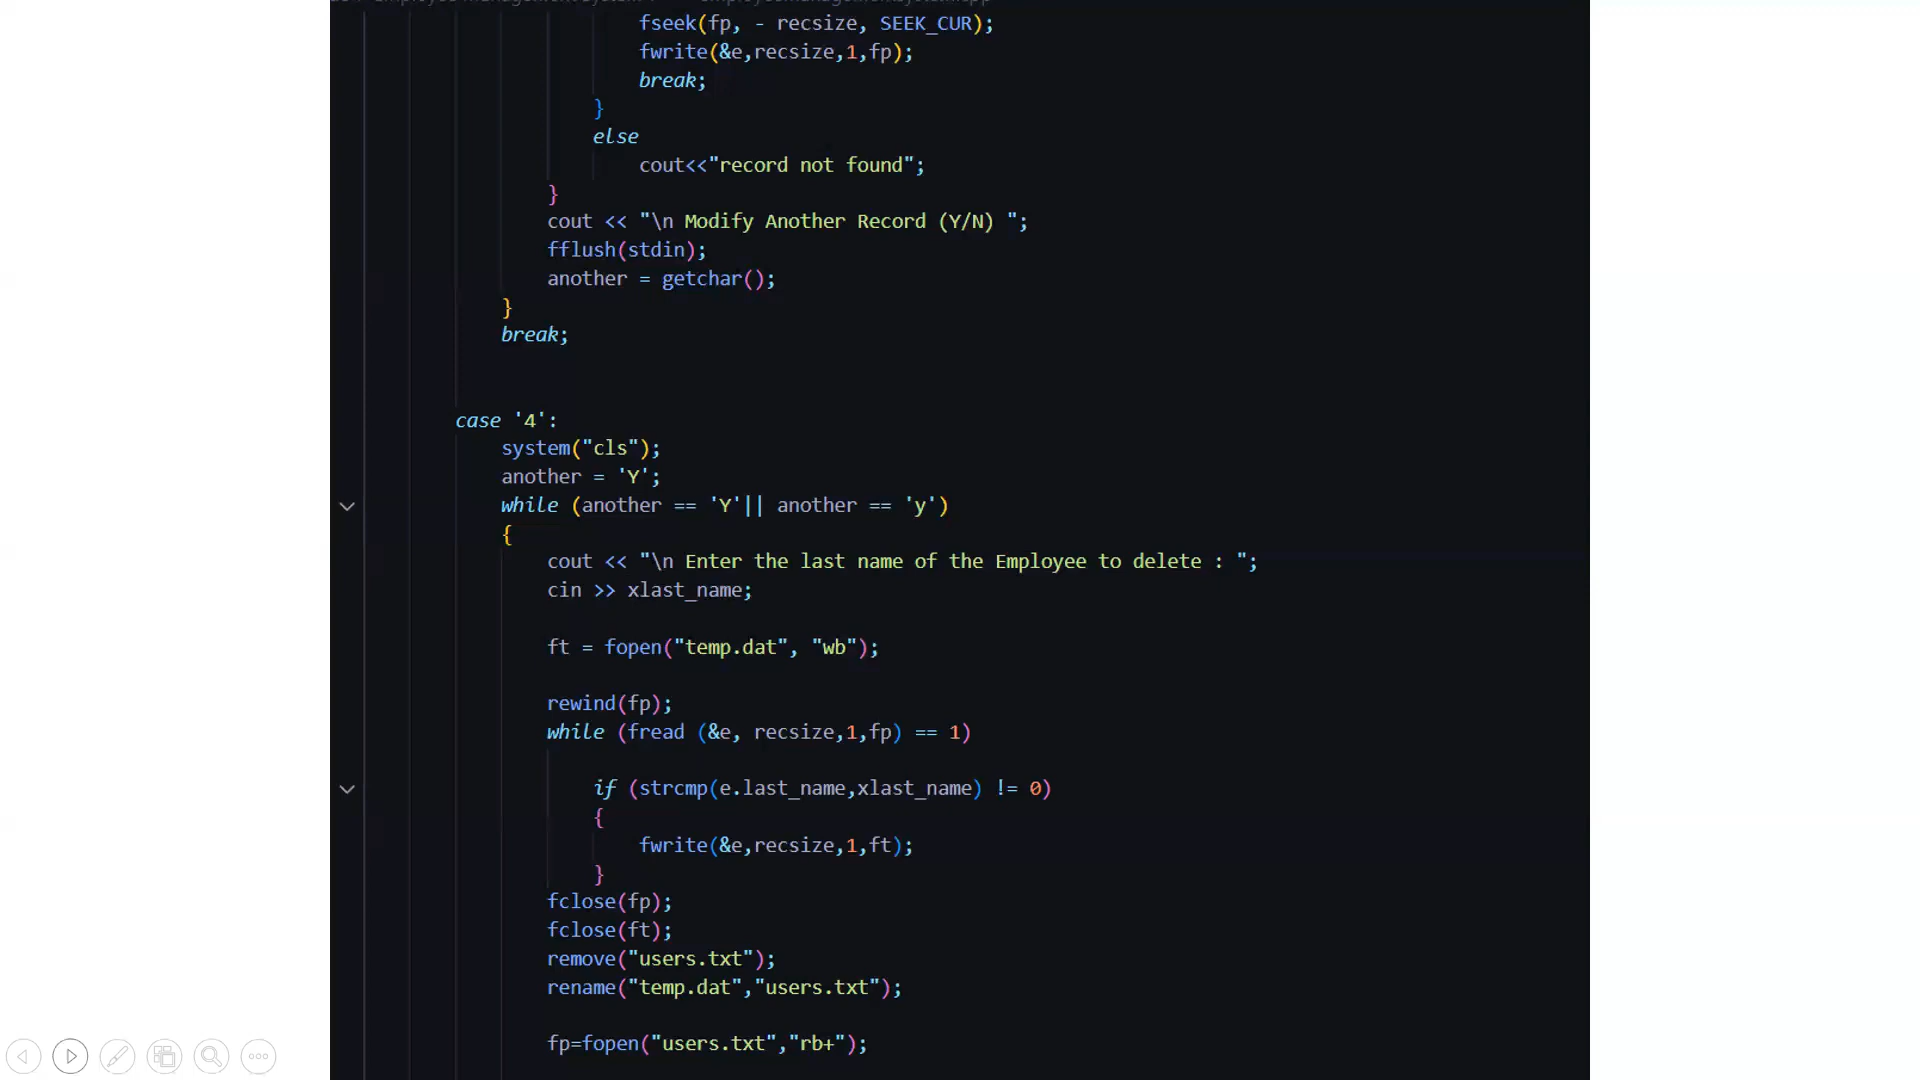 fseek(fp, - recsize, SEEK_CUR);
fwrite(&e,recsize,1,fp);
break;
}
else
cout<<"record not found";
}
cout << "\n Modify Another Record (Y/N) ";
fflush(stdin);
another = getchar();
}
break;
case '4':
system("cls");
another = 'Y';
while (another == 'Y'|| another == 'y')
{
cout << "\n Enter the last name of the Employee to delete : ";
cin >> xlast_name;
ft = fopen("temp.dat", "wb");
rewind(fp);
while (fread (&e, recsize,1,fp) == 1)
if (strcmp(e.last_name,xlast_name) != 0)
{
fwrite(&e,recsize,1,ft);
}
fclose(fp);
fclose(ft);
remove("users.txt");
rename("temp.dat","users.txt");
fp=fopen("users.txt","rb+");